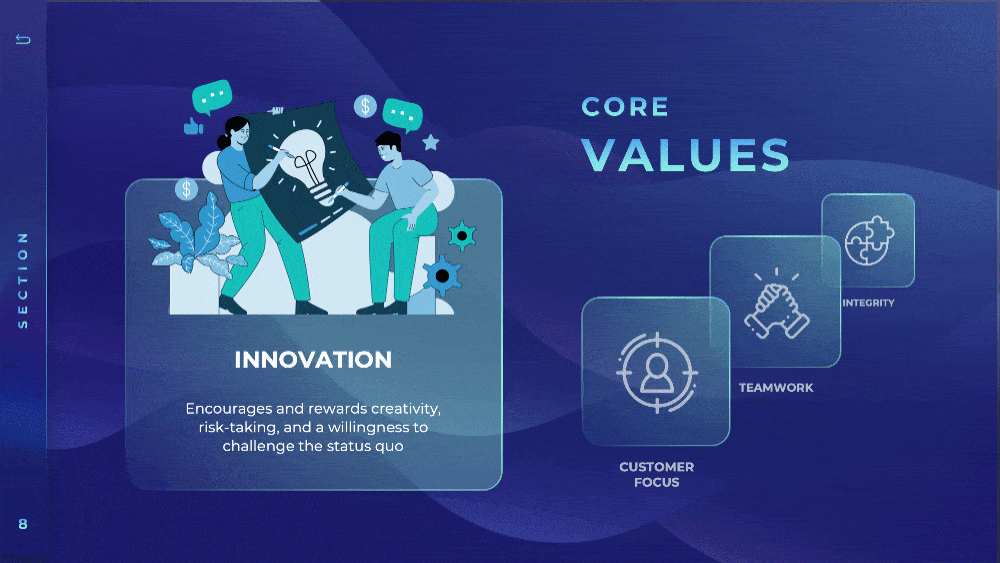 SECTION
8
CORE
VALUES
INNOVATION
Encourages and rewards creativity,
risk-taking, and a willingness to
challenge the status quo
CUSTOMER
FOCUS
TEAMWORK
INTEGRITY